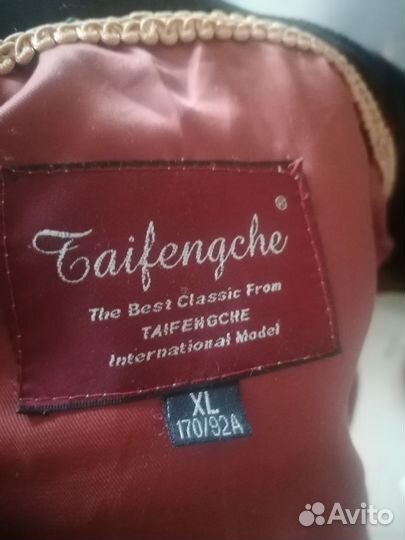 Taifengche ®
The Best Classic From
TAIFENGCHE
International Model
XL
170/92A
Avito